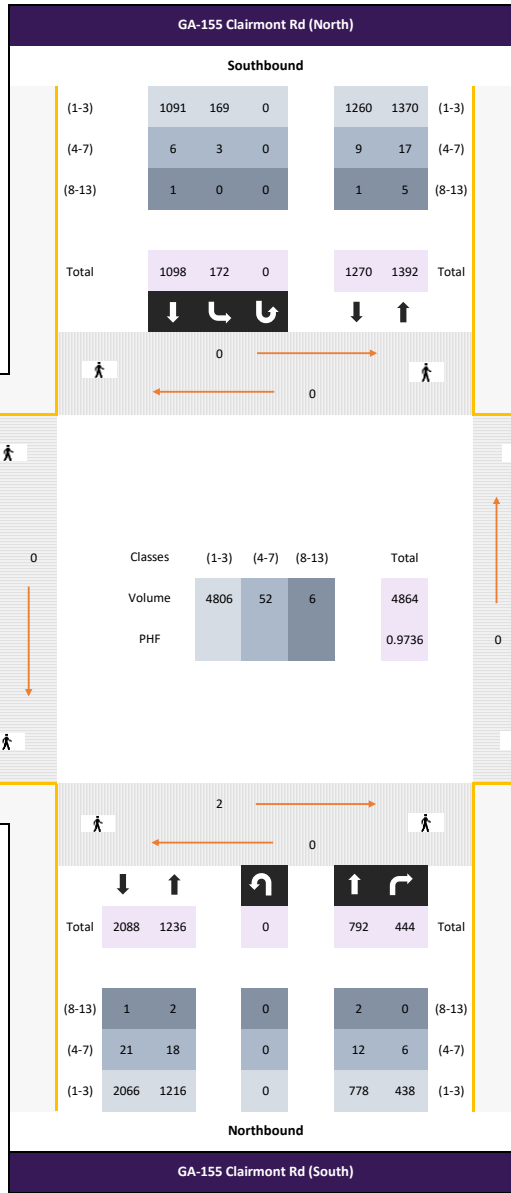 GA-155 Clairmont Rd (North)
Southbound
(1-3) 1091 169 0 1260 1370 (1-3)
(4-7) 6 3 0 9 17 (4-7)
(8-13) 1 0 0 1 5 (8-13)
Total 1098 172 0 1270 1392 Total
0
0
0
Classes (1-3) (4-7) (8-13) Total
Volume 4806 52 6 4864
PHF 0.9736
0
2
0
Total 2088 1236 0 792 444 Total
(8-13) 1 2 0 2 0 (8-13)
(4-7) 21 18 0 12 6 (4-7)
(1-3) 2066 1216 0 778 438 (1-3)
Northbound
GA-155 Clairmont Rd (South)